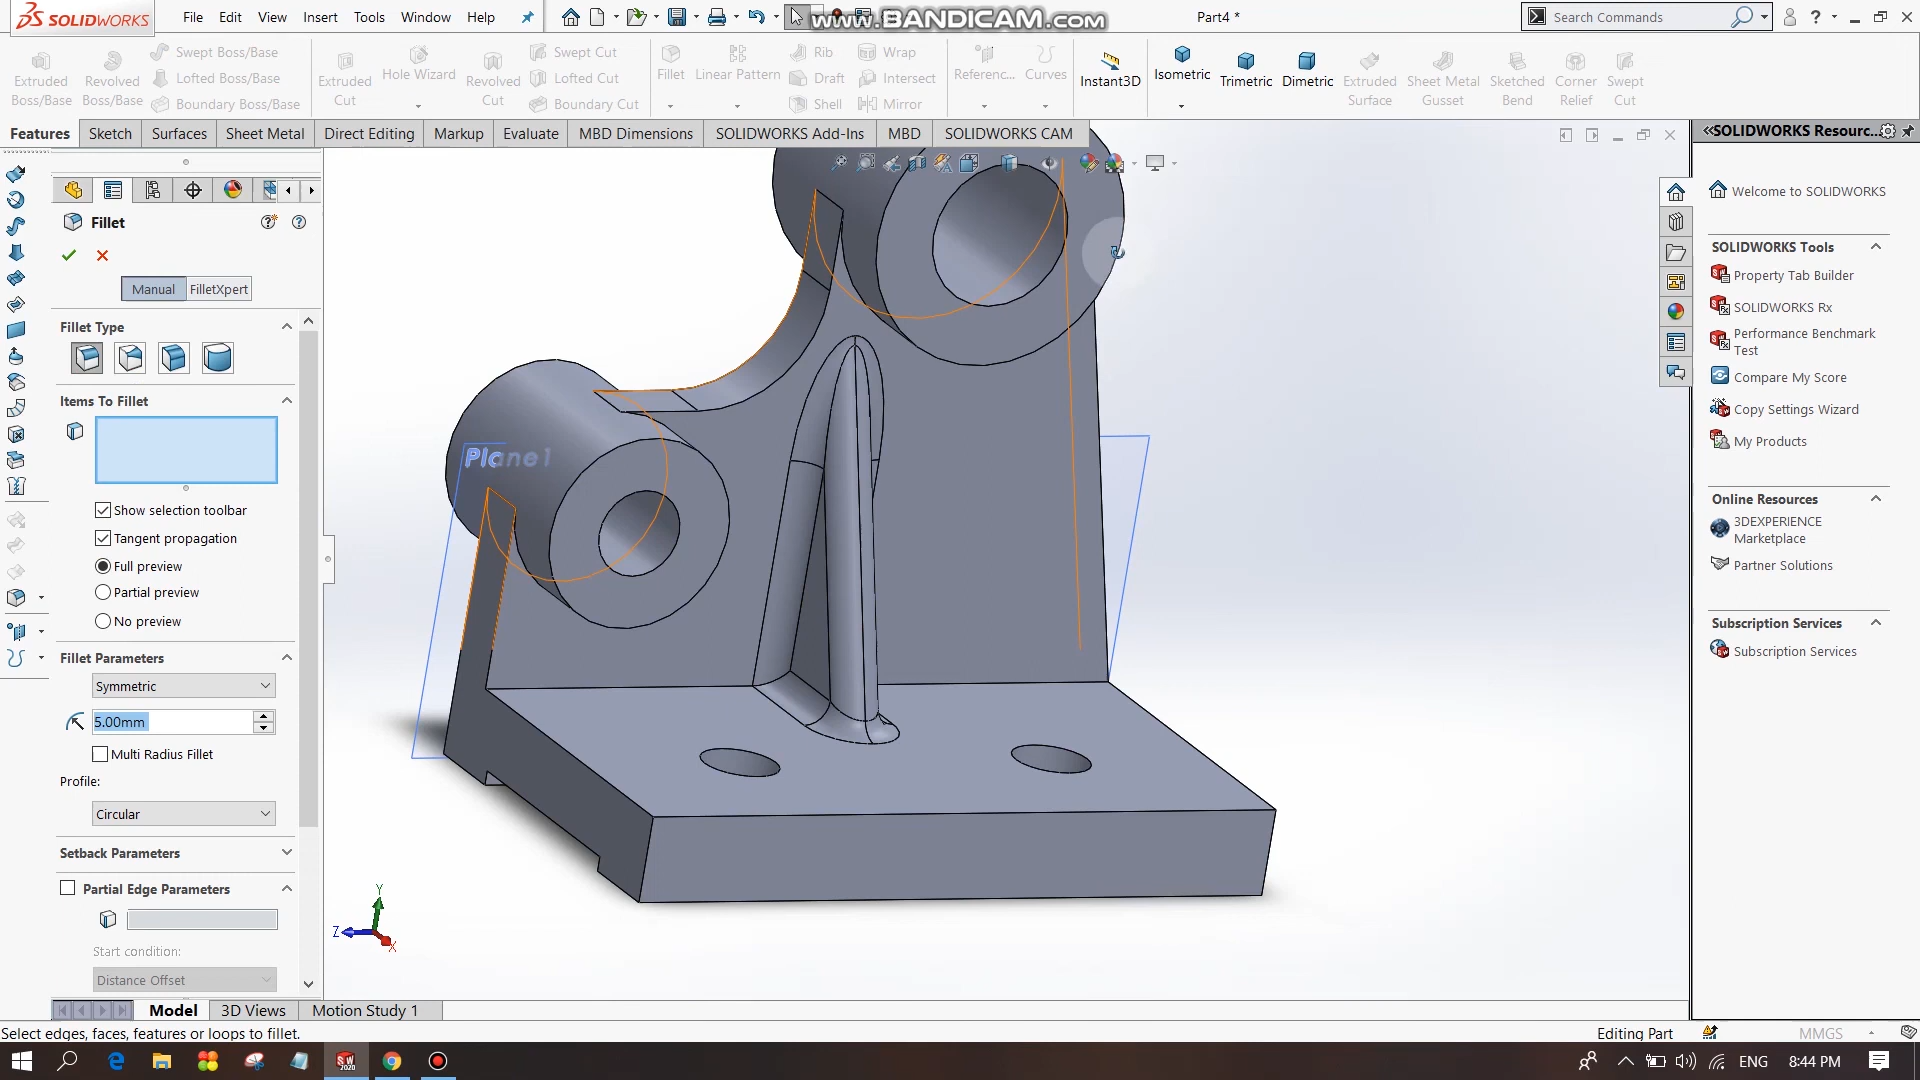 SOLIDWORKS
File Edit View Insert Tools Window Help
www.BANDICAM.com
Part4 *
Search Commands
Extruded Boss/Base
Revolved Boss/Base
Swept Boss/Base
Lofted Boss/Base
Boundary Boss/Base
Extruded Cut
Hole Wizard
Revolved Cut
Swept Cut
Lofted Cut
Boundary Cut
Fillet
Linear Pattern
Rib
Draft
Shell
Wrap
Intersect
Mirror
Referenc...
Curves
Instant3D
Isometric
Trimetric
Dimetric
Extruded Surface
Sheet Metal Gusset
Sketched Bend
Corner Relief
Swept Cut
Features Sketch Surfaces Sheet Metal Direct Editing Markup Evaluate MBD Dimensions SOLIDWORKS Add-Ins MBD SOLIDWORKS CAM
Fillet
Manual FilletXpert
Fillet Type
Items To Fillet
Show selection toolbar
Tangent propagation
Full preview
Partial preview
No preview
Fillet Parameters
Symmetric
5.00mm
Multi Radius Fillet
Profile:
Circular
Setback Parameters
Partial Edge Parameters
Start condition:
Distance Offset
Plane1
Y
Z
X
SOLIDWORKS Resourc...
Welcome to SOLIDWORKS
SOLIDWORKS Tools
Property Tab Builder
SOLIDWORKS Rx
Performance Benchmark
Test
Compare My Score
Copy Settings Wizard
My Products
Online Resources
3DEXPERIENCE
Marketplace
Partner Solutions
Subscription Services
Subscription Services
Model 3D Views Motion Study 1
Select edges, faces, features or loops to fillet.
Editing Part
MMGS
SW
2020
ENG
8:44 PM